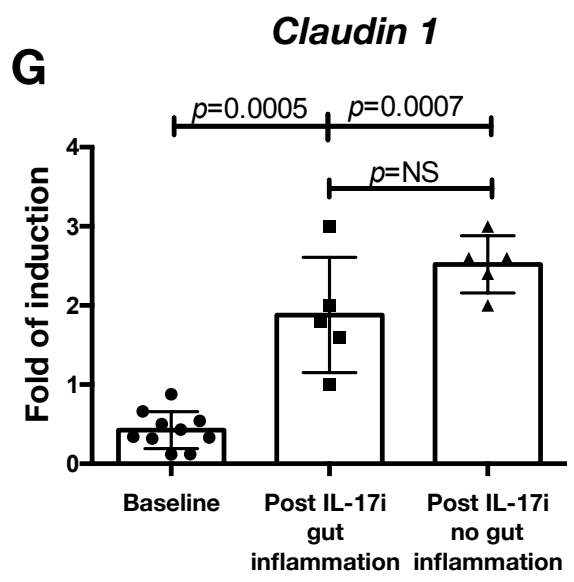 Claudin 1
G
p=0.0005 p=0.0007
p=NS
Fold of induction
4
3
2
1
0
Baseline
Post IL-17i
gut
inflammation
Post IL-17i
no gut
inflammation